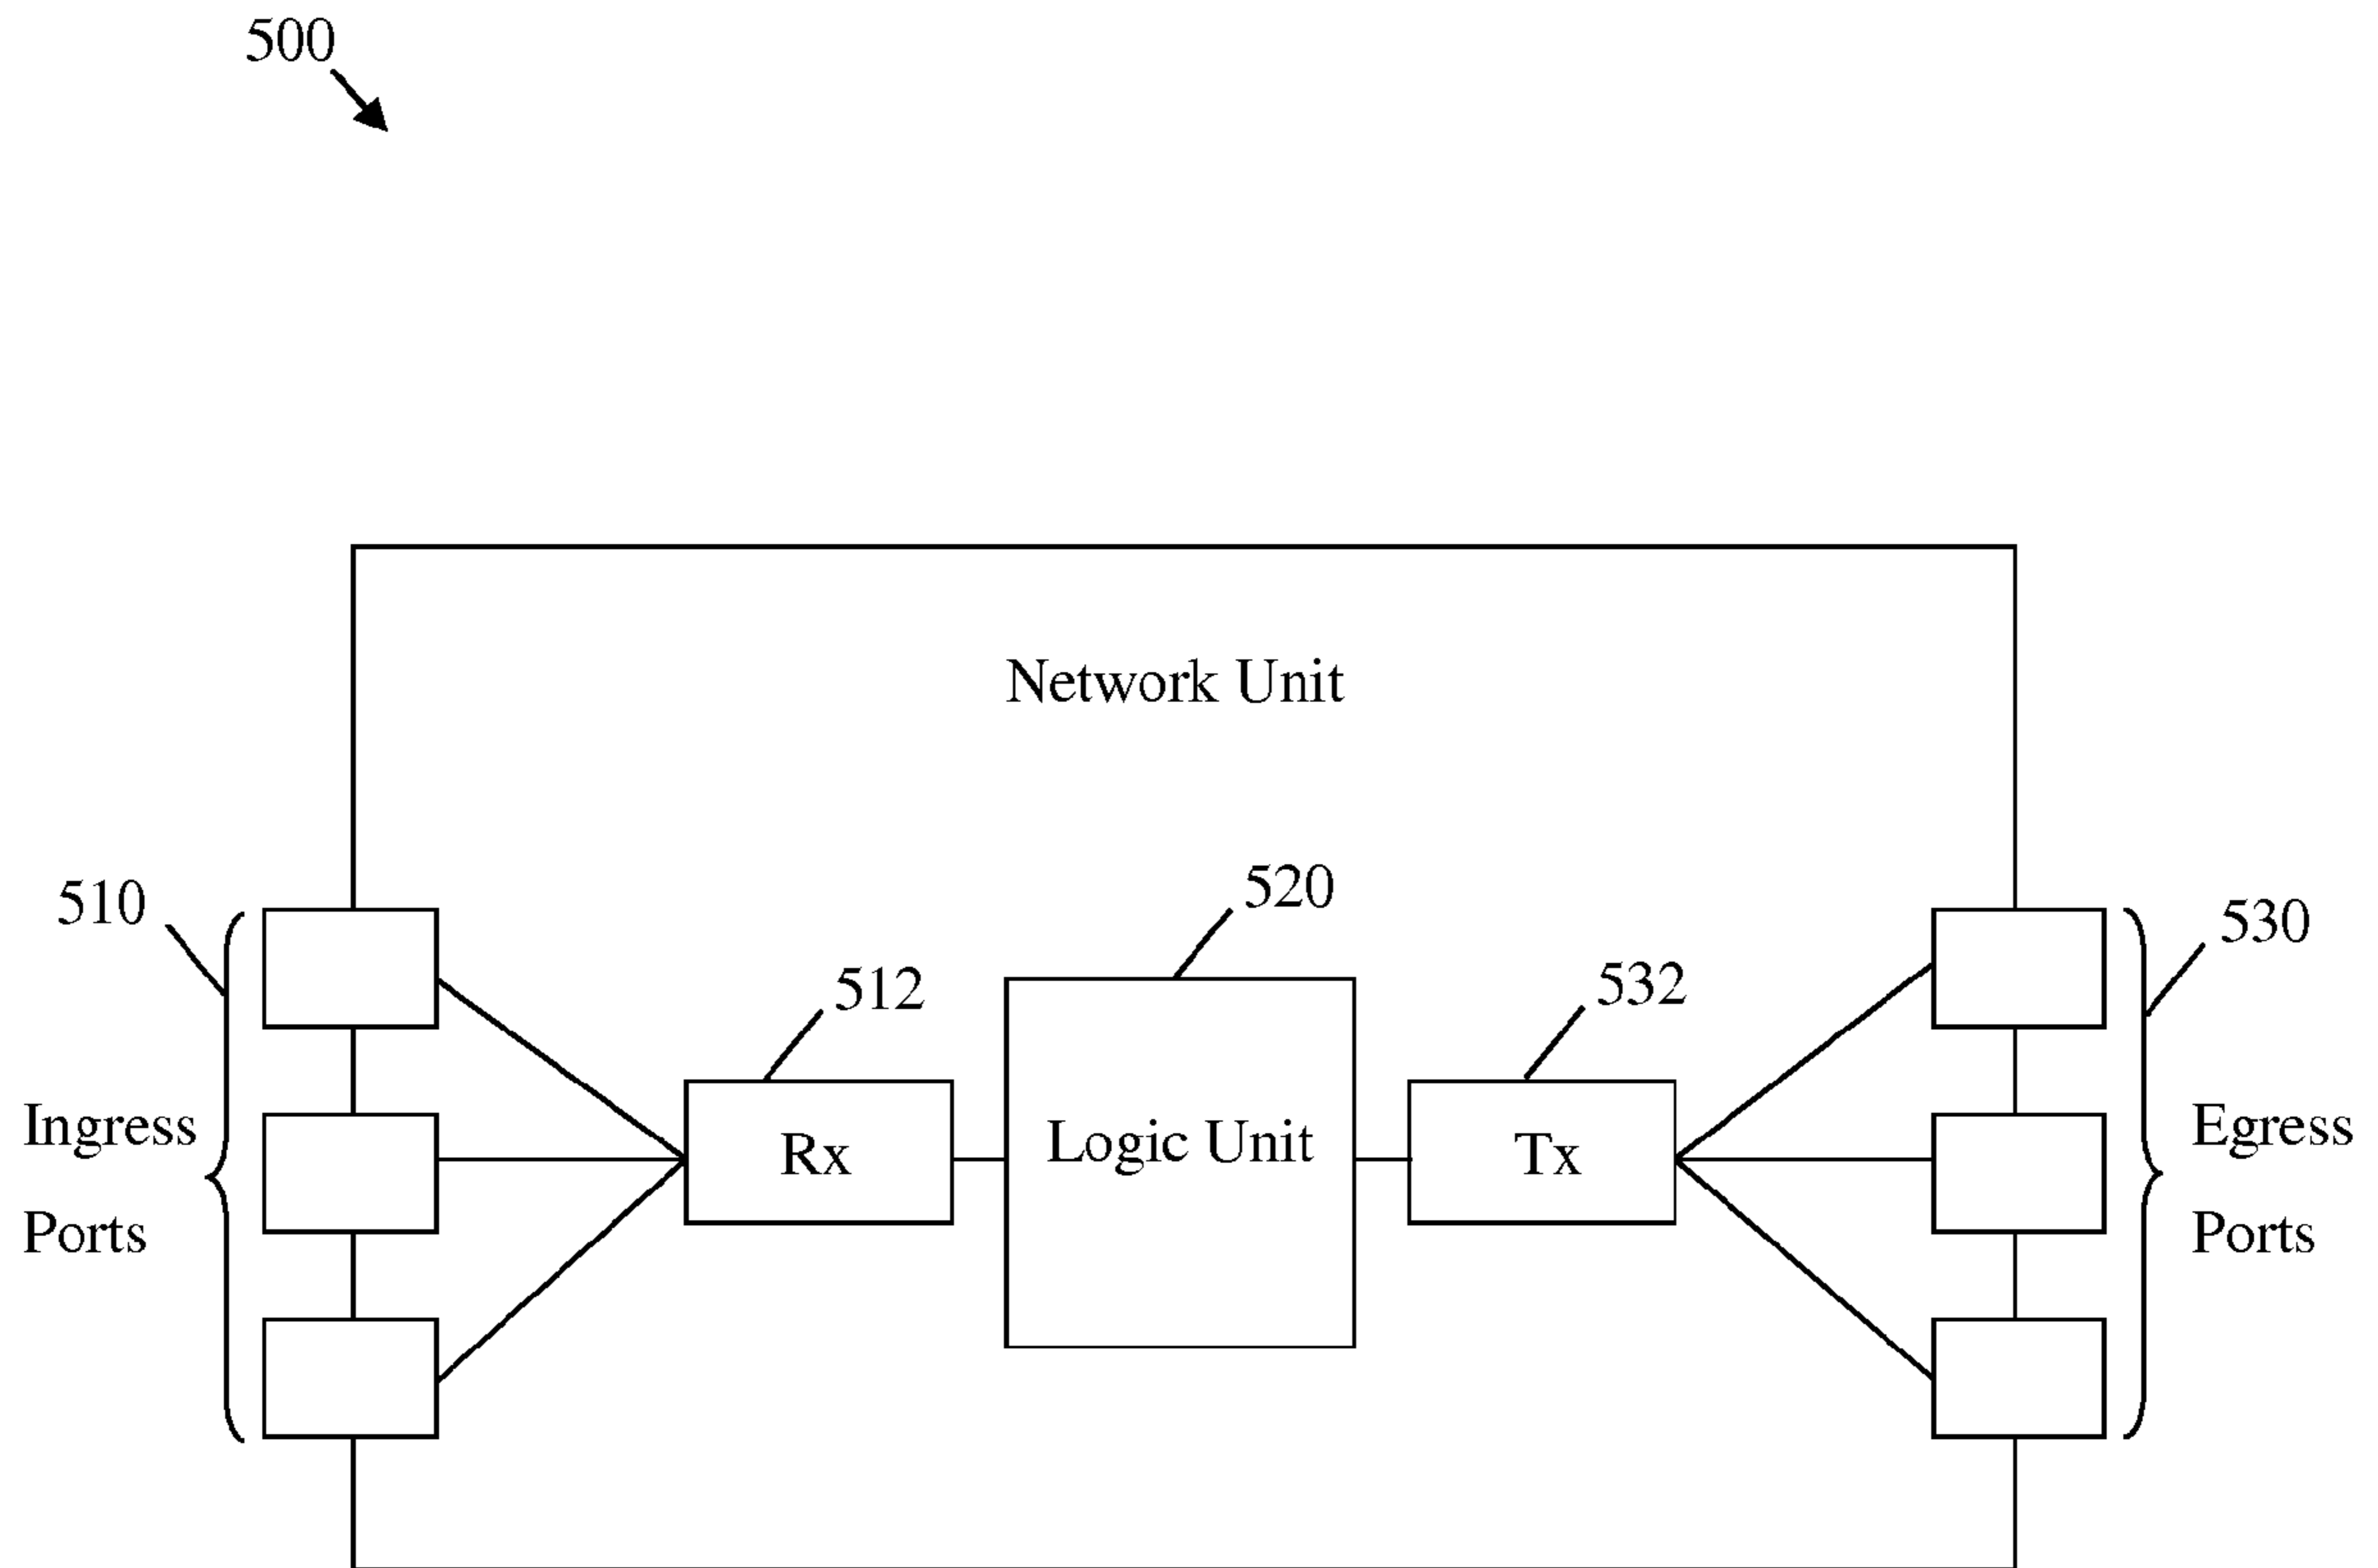 500
Network Unit
510
520
530
512
532
Ingress
Ports
Rx
Logic Unit
Tx
Egress
Ports